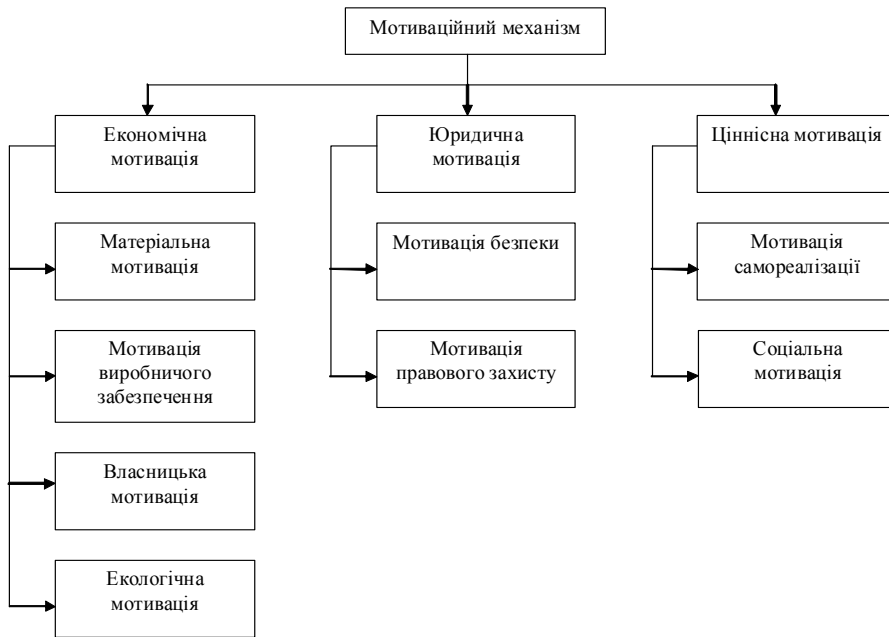 Мотиваційний механізм
Економічна
мотивація
Юридична
мотивація
Ціннісна мотивація
Матеріальна
мотивація
Мотивація безпеки
Мотивація
самореалізації
Мотивація
виробничого
забезпечення
Мотивація
правового захисту
Соціальна
мотивація
Власницька
мотивація
Екологічна
мотивація